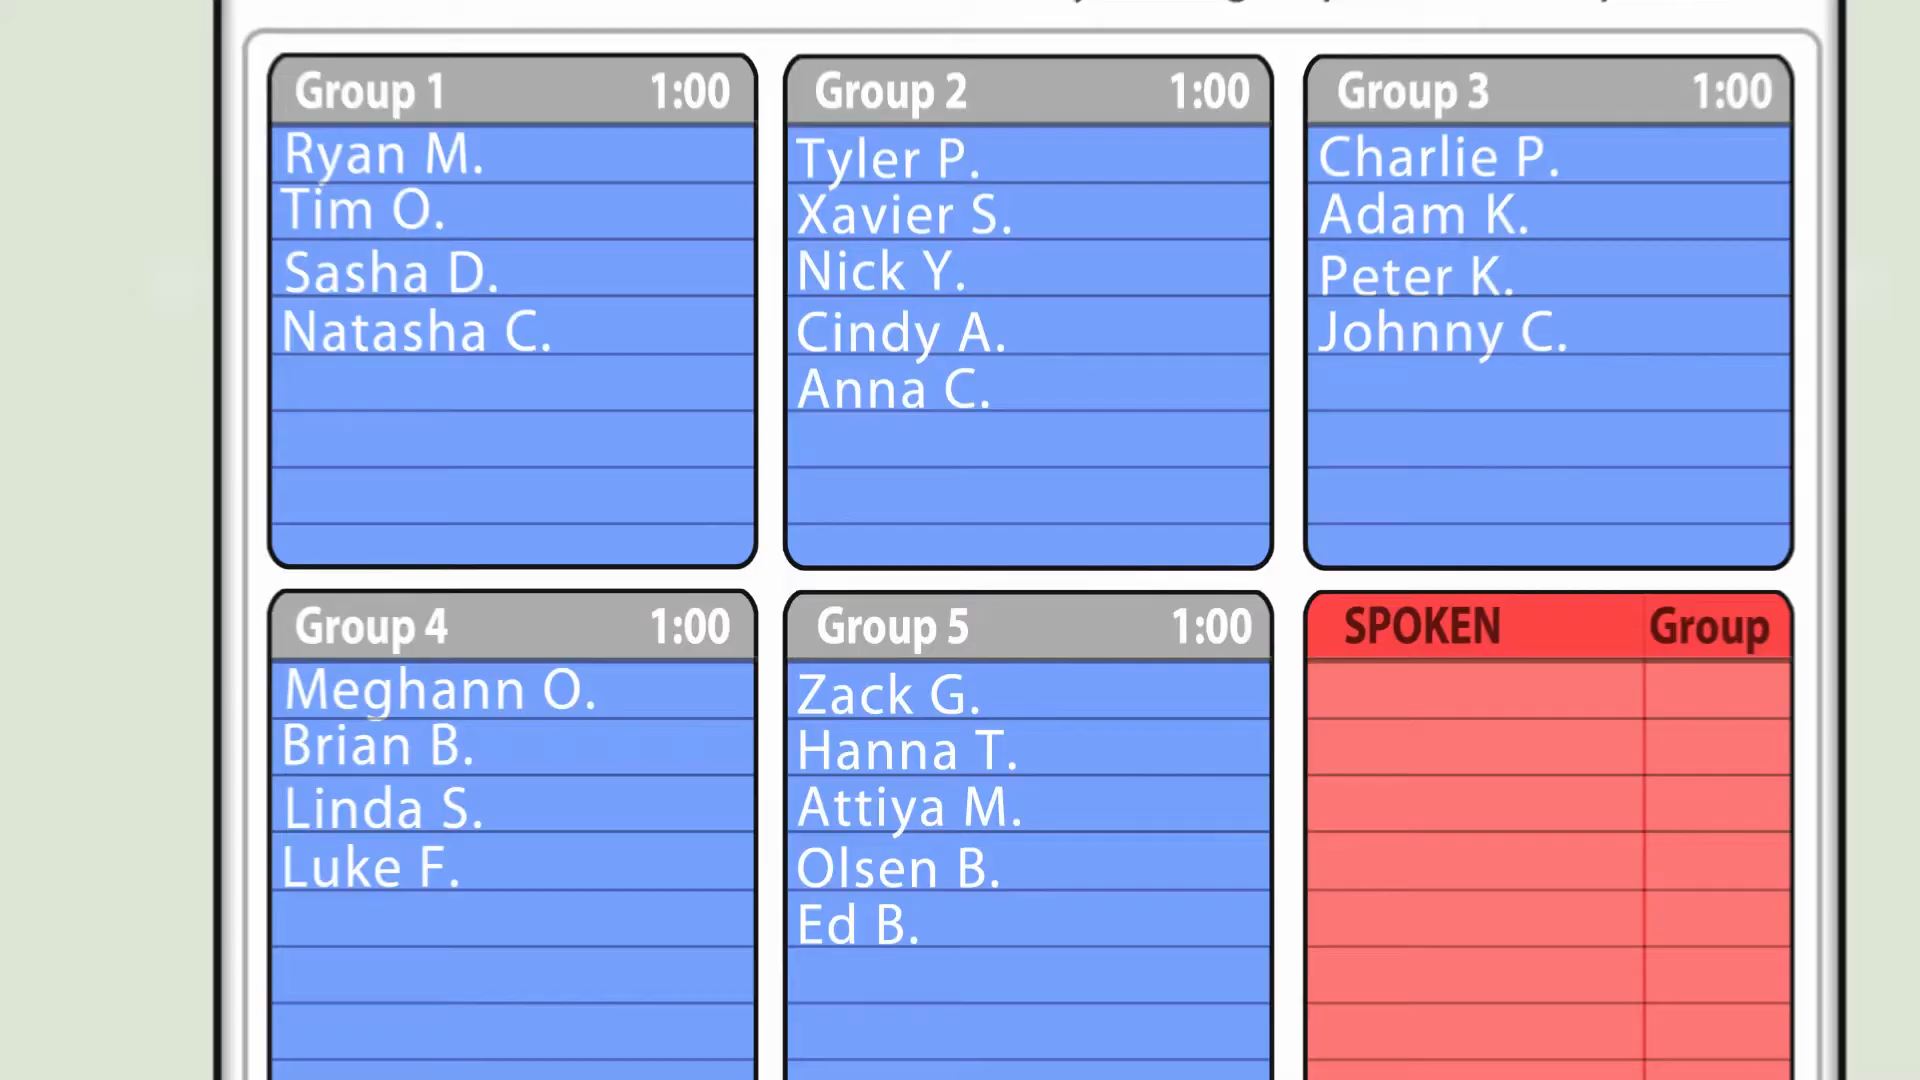 Group 1 1:00
Ryan M.
Tim O.
Sasha D.
Natasha C.
Group 2 1:00
Tyler P.
Xavier S.
Nick Y.
Cindy A.
Anna C.
Group 3 1:00
Charlie P.
Adam K.
Peter K.
Johnny C.
Group 4 1:00
Meghann O.
Brian B.
Linda S.
Luke F.
Group 5 1:00
Zack G.
Hanna T.
Attiya M.
Olsen B.
Ed B.
SPOKEN Group